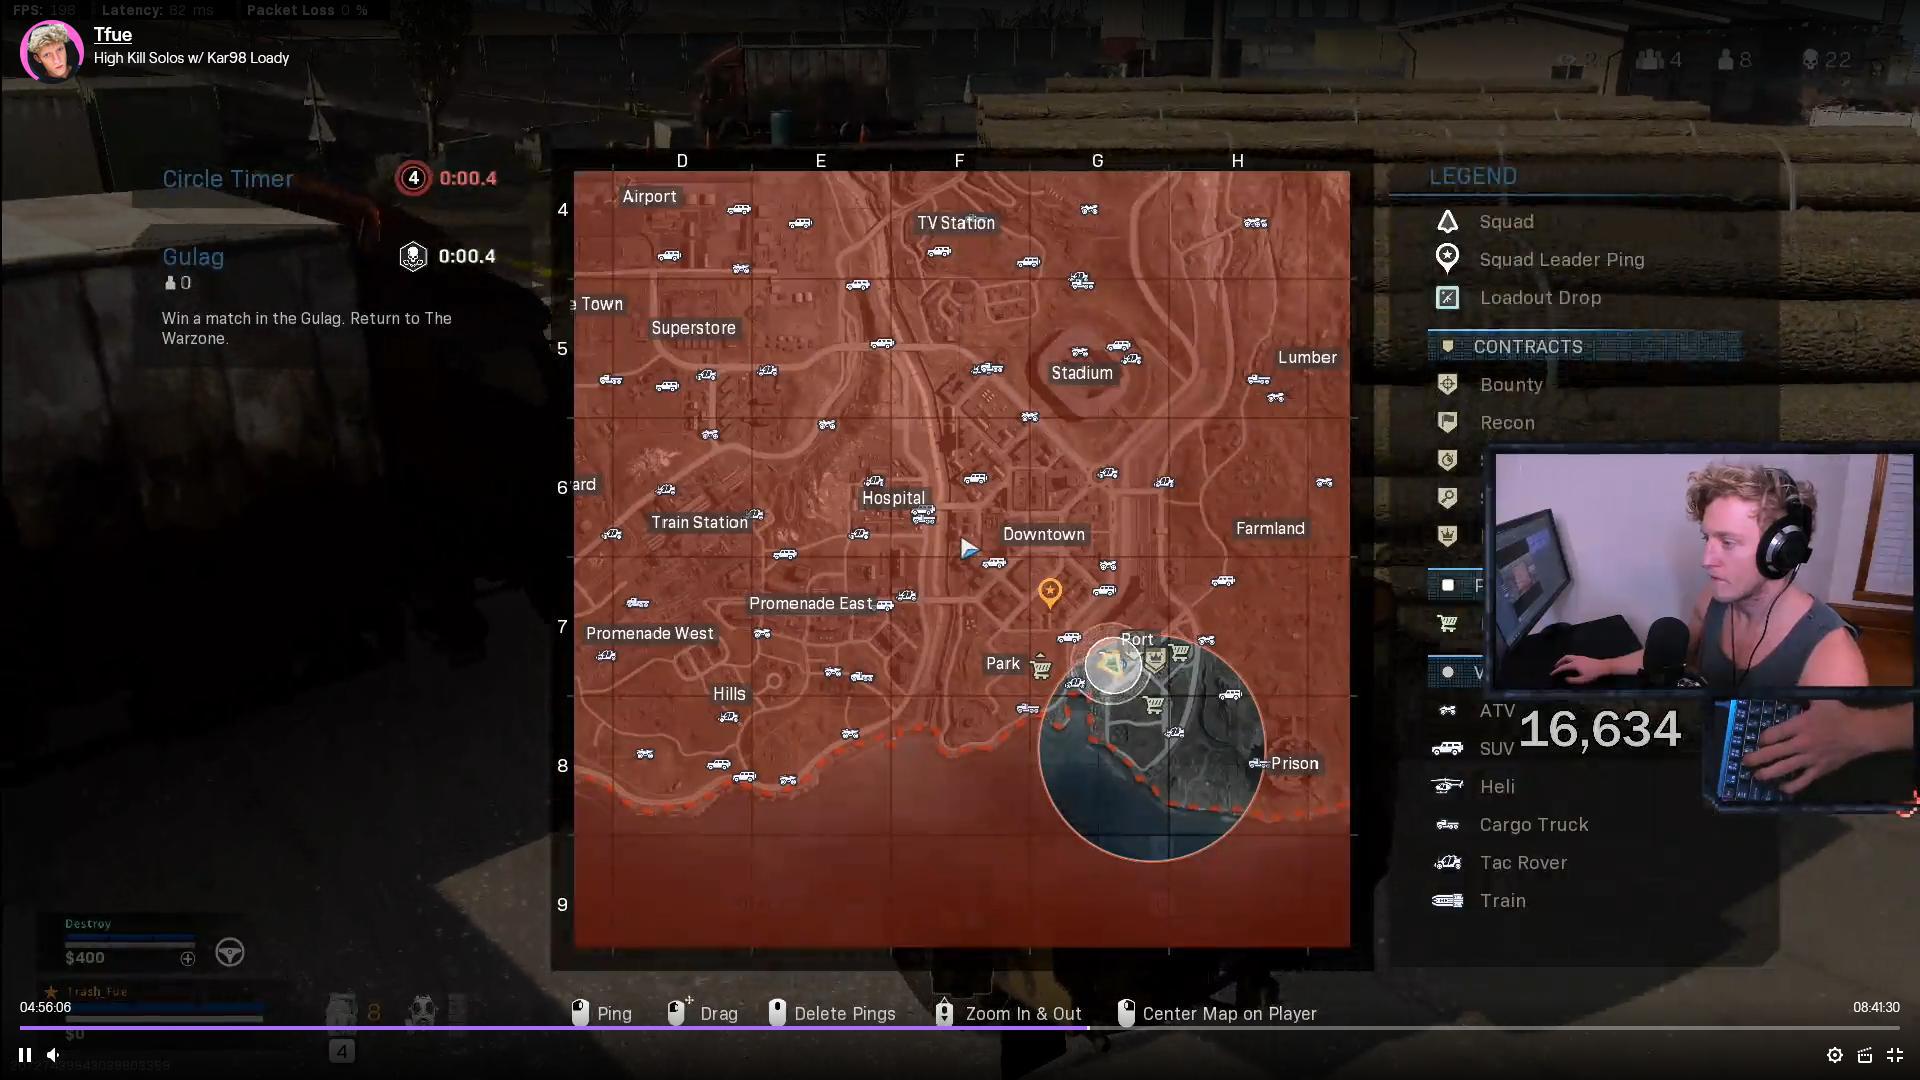 FPS: 198 Latency: 82 ms Packet Loss 0 %
Tfue
High Kill Solos w/ Kar98 Loady
2 4 8 22
Circle Timer 4 0:00.4
Gulag 0:00.4
0
Win a match in the Gulag. Return to The
Warzone.
D E F G H
4
5
6
7
8
9
Airport
TV Station
e Town
Superstore
Stadium
Lumber
ard
Hospital
Train Station
Downtown
Farmland
Promenade East
Promenade West
Port
Park
Hills
Prison
LEGEND
Squad
Squad Leader Ping
Loadout Drop
CONTRACTS
Bounty
Recon
ATV
16,634
SUV
Heli
Cargo Truck
Tac Rover
Train
Destroy
$400
Trash_Fue
$0
8
4
Ping Drag Delete Pings Zoom In & Out Center Map on Player
04:56:06
08:41:30